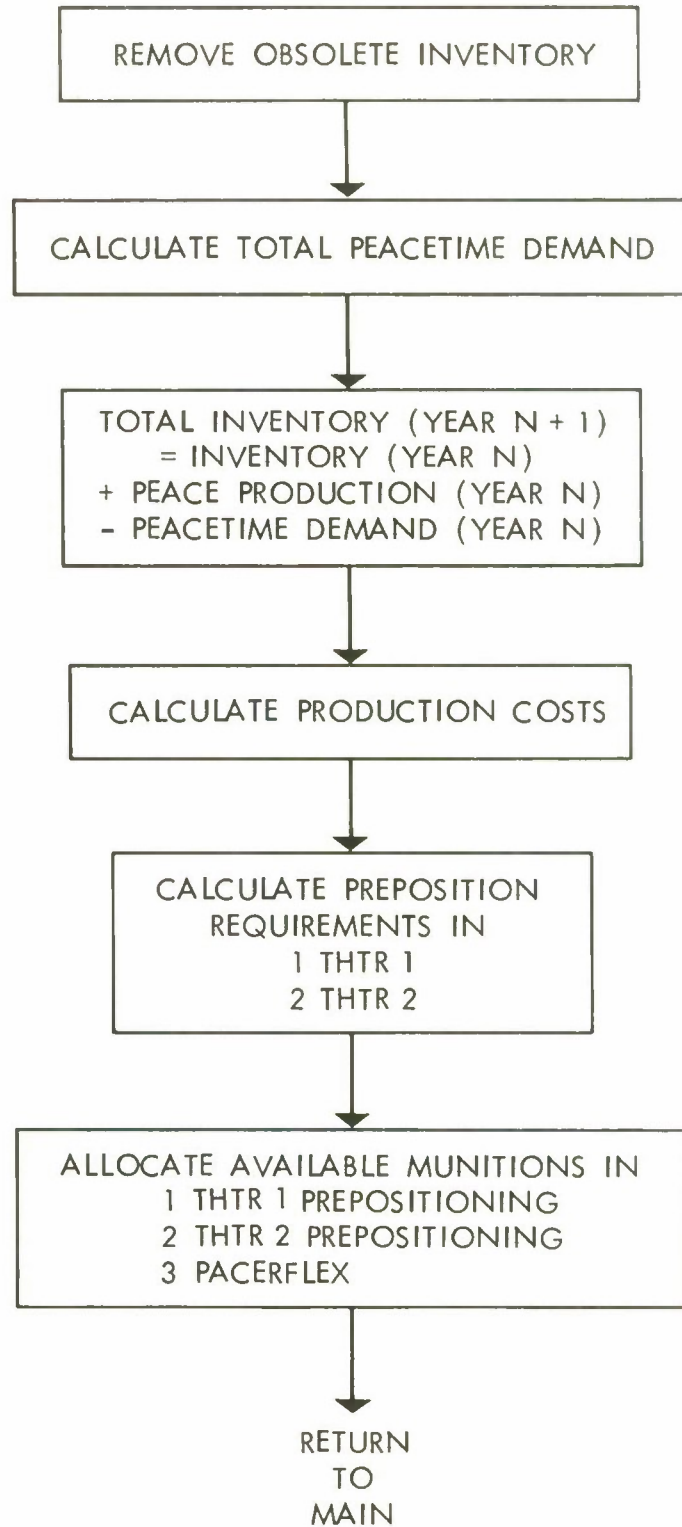 REMOVE OBSOLETE INVENTORY
CALCULATE TOTAL PEACETIME DEMAND
TOTAL INVENTORY (YEAR N + 1)
= INVENTORY (YEAR N)
+ PEACE PRODUCTION (YEAR N)
- PEACETIME DEMAND (YEAR N)
CALCULATE PRODUCTION COSTS
CALCULATE PREPOSITION
REQUIREMENTS IN
1 THTR 1
2 THTR 2
ALLOCATE AVAILABLE MUNITIONS IN
1 THTR 1 PREPOSITIONING
2 THTR 2 PREPOSITIONING
3 PACERFLEX
RETURN
TO
MAIN